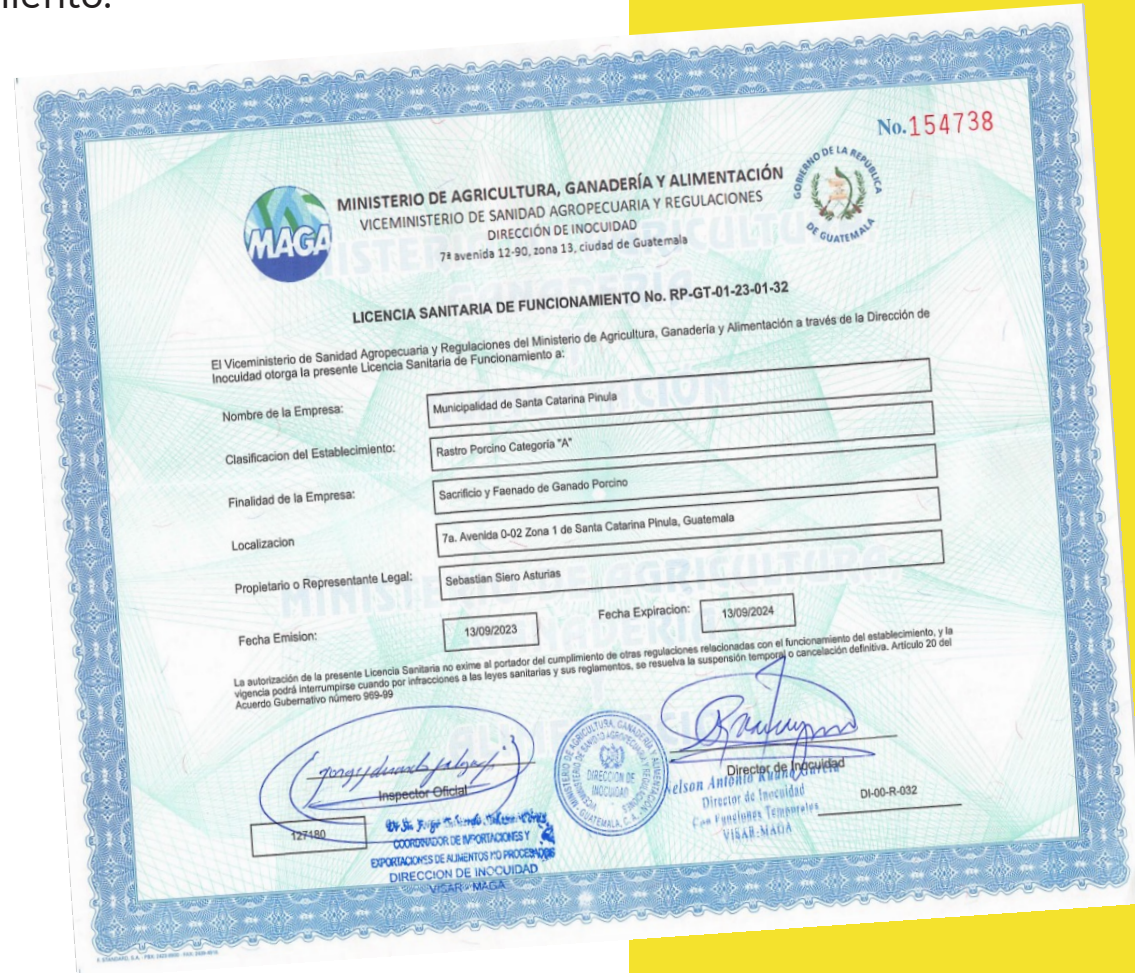 miento.
No.154738
MAGA
MINISTERIO DE AGRICULTURA, GANADERÍA Y ALIMENTACIÓN
VICEMINISTERIO DE SANIDAD AGROPECUARIA Y REGULACIONES
DIRECCIÓN DE INOCUIDAD
7ª avenida 12-90, zona 13, ciudad de Guatemala
GOBIERNO DE LA REPÚBLICA
DE GUATEMALA
LICENCIA SANITARIA DE FUNCIONAMIENTO No. RP-GT-01-23-01-32
El Viceministerio de Sanidad Agropecuaria y Regulaciones del Ministerio de Agricultura, Ganadería y Alimentación a través de la Dirección de
Inocuidad otorga la presente Licencia Sanitaria de Funcionamiento a:
Nombre de la Empresa: Municipalidad de Santa Catarina Pinula
Clasificacion del Establecimiento: Rastro Porcino Categoría "A"
Finalidad de la Empresa: Sacrificio y Faenado de Ganado Porcino
Localizacion 7a. Avenida 0-02 Zona 1 de Santa Catarina Pinula, Guatemala
Propietario o Representante Legal: Sebastian Siero Asturias
Fecha Emision: 13/09/2023 Fecha Expiracion: 13/09/2024
La autorización de la presente Licencia Sanitaria no exime al portador del cumplimiento de otras regulaciones relacionadas con el funcionamiento del establecimiento, y la
vigencia podrá interrumpirse cuando por infracciones a las leyes sanitarias y sus reglamentos, se resuelva la suspensión temporal o cancelación definitiva. Artículo 20 del
Acuerdo Gubernativo número 969-99
Inspector Oficial
127180
COORDINADOR DE IMPORTACIONES Y
EXPORTACIONES DE ALIMENTOS NO PROCESADOS
DIRECCION DE INOCUIDAD
VISAR - MAGA
DIRECCIÓN DE
INOCUIDAD
GUATEMALA, C. A.
Director de Inocuidad
Nelson Antonio Ruano García
Director de Inocuidad
Con Funciones Temporales
VISAR-MAGA
DI-00-R-032